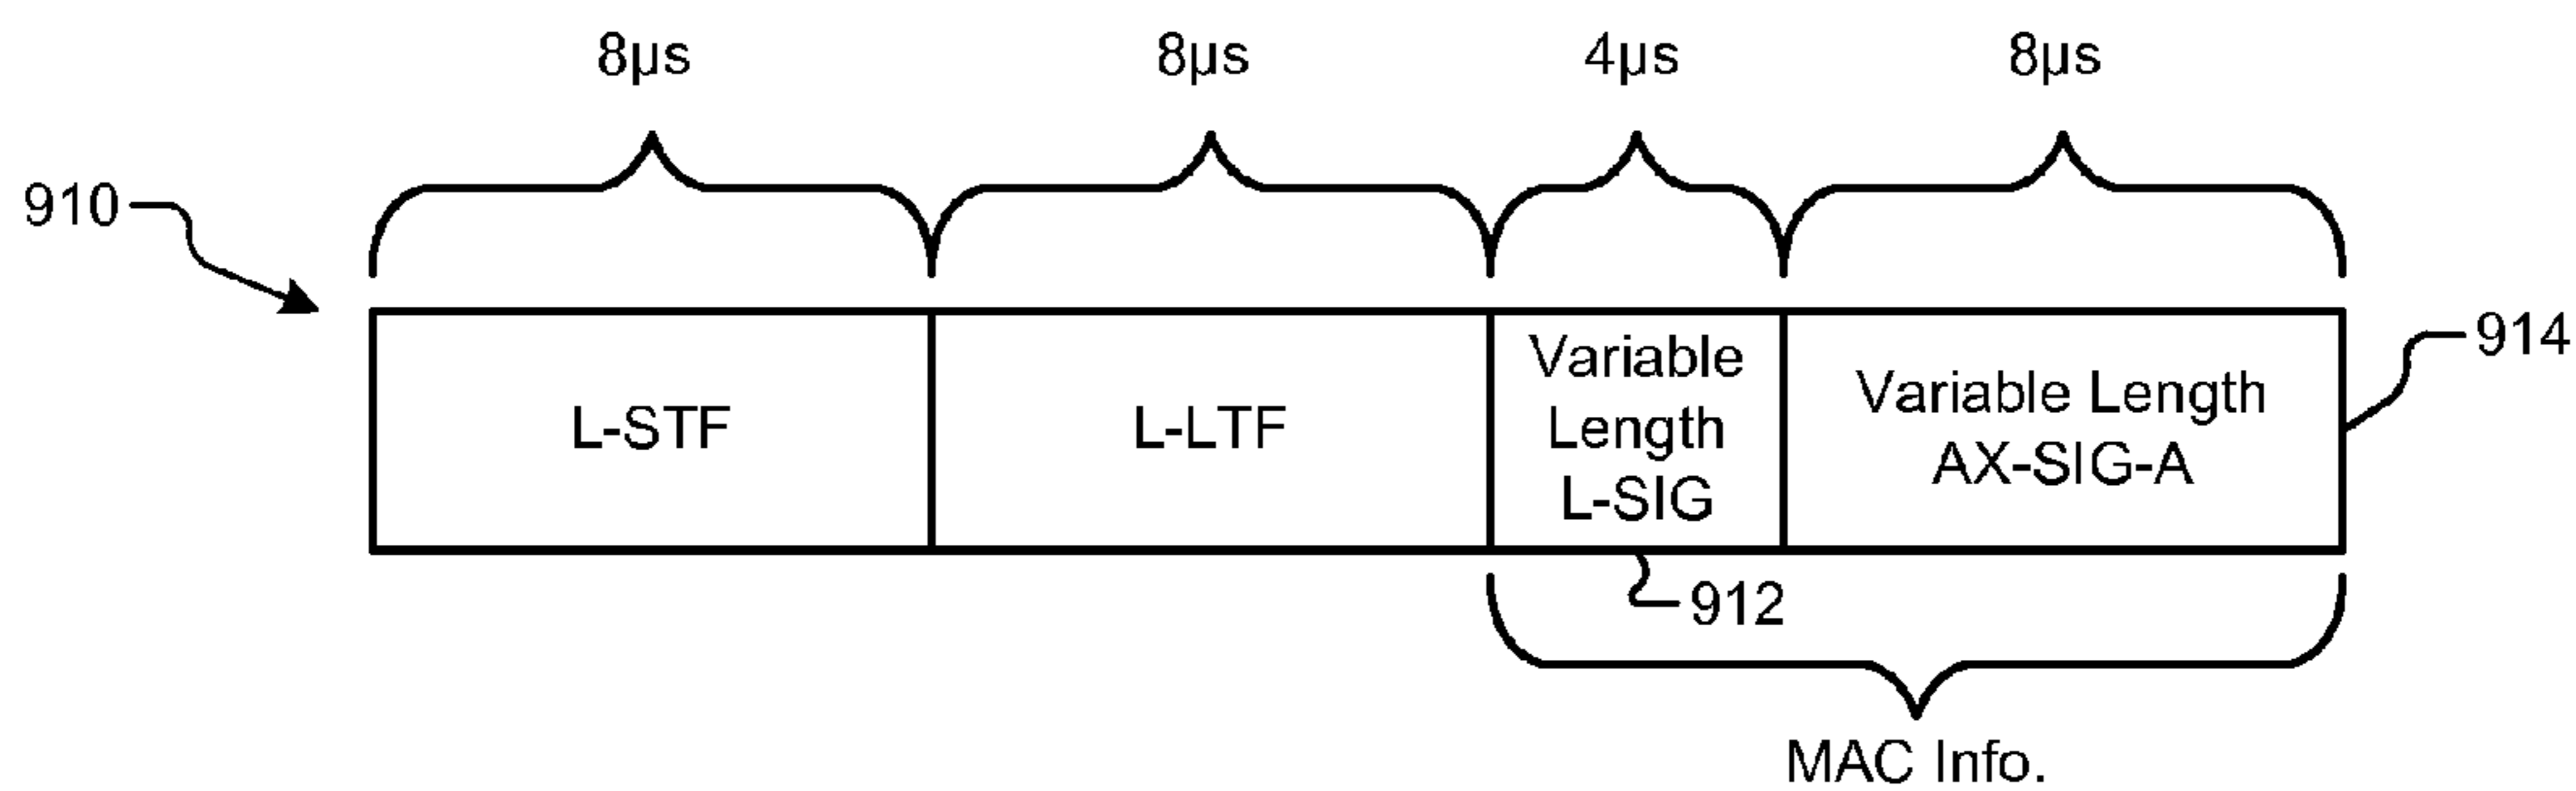 8µs 8µs 4µs 8µs
910
914
L-STF
L-LTF
Variable
Length
L-SIG
Variable Length
AX-SIG-A
912
MAC Info.